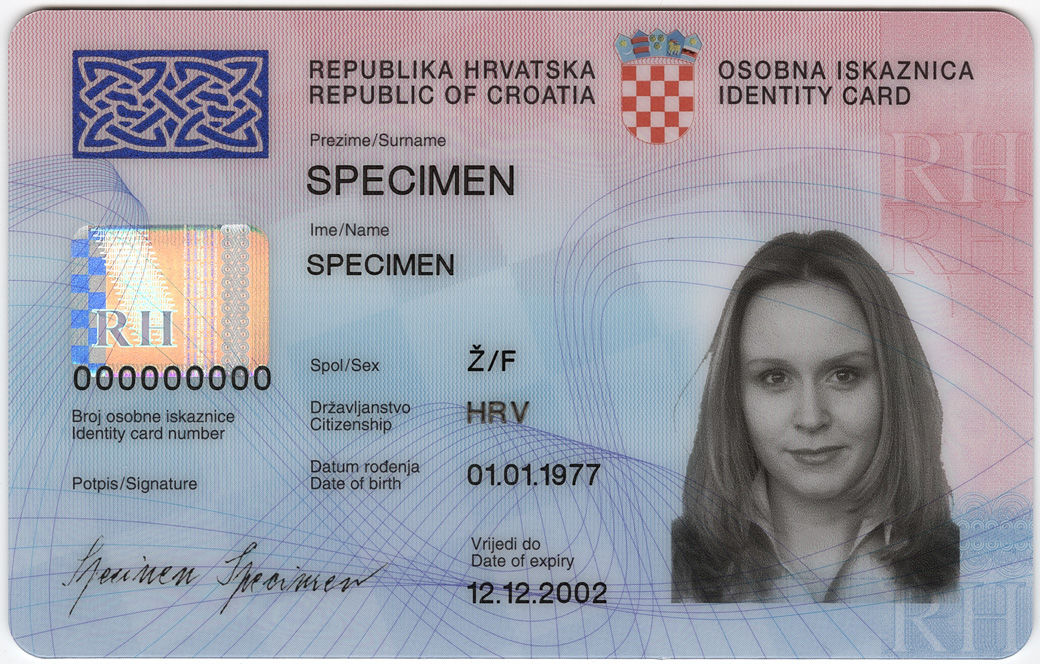 REPUBLIKA HRVATSKA
REPUBLIC OF CROATIA
OSOBNA ISKAZNICA
IDENTITY CARD
Prezime/Surname
SPECIMEN
Ime/Name
SPECIMEN
RH
RH
RH
000000000
Broj osobne iskaznice
Identity card number
Spol/Sex
Ž/F
Državljanstvo
Citizenship
HRV
Datum rođenja
Date of birth
01.01.1977
Potpis/Signature
Specimen Specimen
Vrijedi do
Date of expiry
12.12.2002
RH